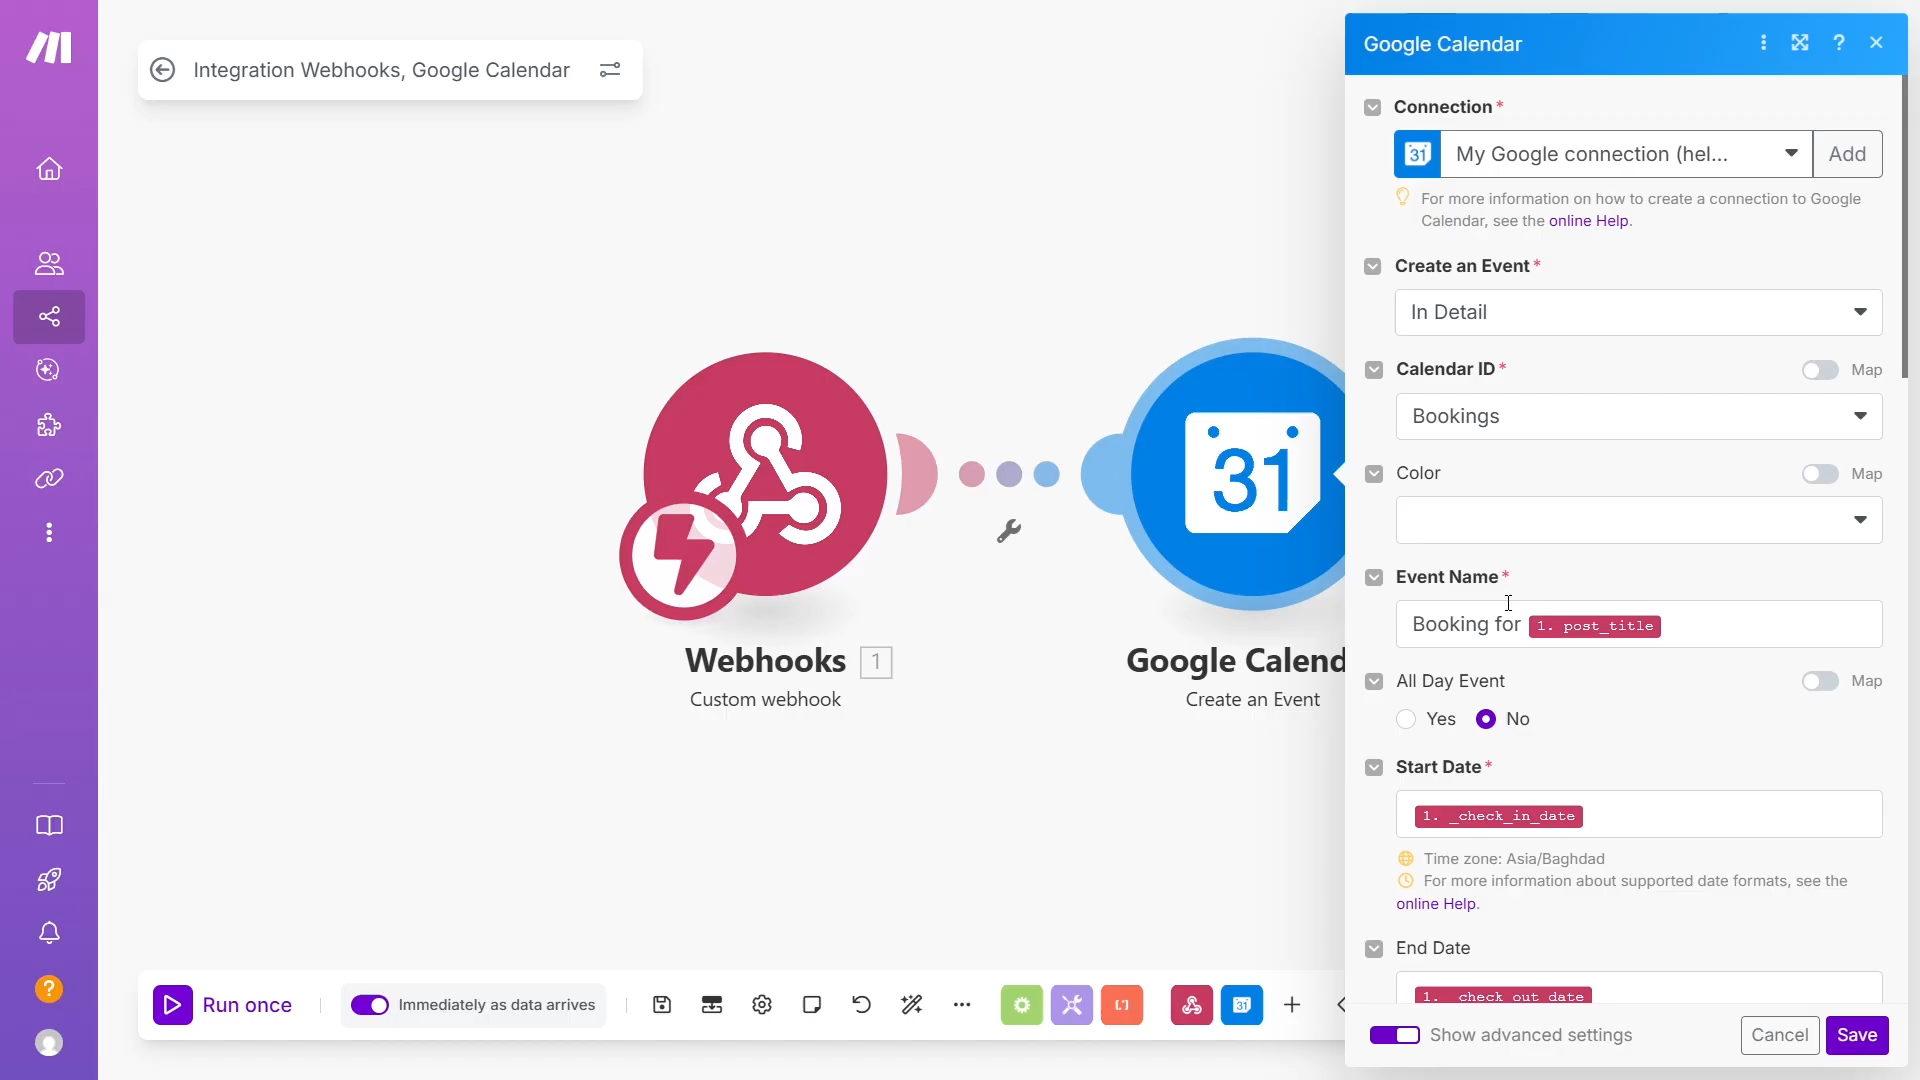 Integration Webhooks, Google Calendar
31
Webhooks 1
Custom webhook
Google Calend
Create an Event
Run once
Immediately as data arrives
31
?
Google Calendar
?
Connection *
31
My Google connection (hel...
Add
For more information on how to create a connection to Google
Calendar, see the online Help.
Create an Event *
In Detail
Calendar ID *
Map
Bookings
Color
Map
Event Name *
Booking for 1. post_title
All Day Event
Map
Yes
No
Start Date *
1. _check_in_date
Time zone: Asia/Baghdad
For more information about supported date formats, see the
online Help.
End Date
1. _check_out_date
Show advanced settings
Cancel
Save